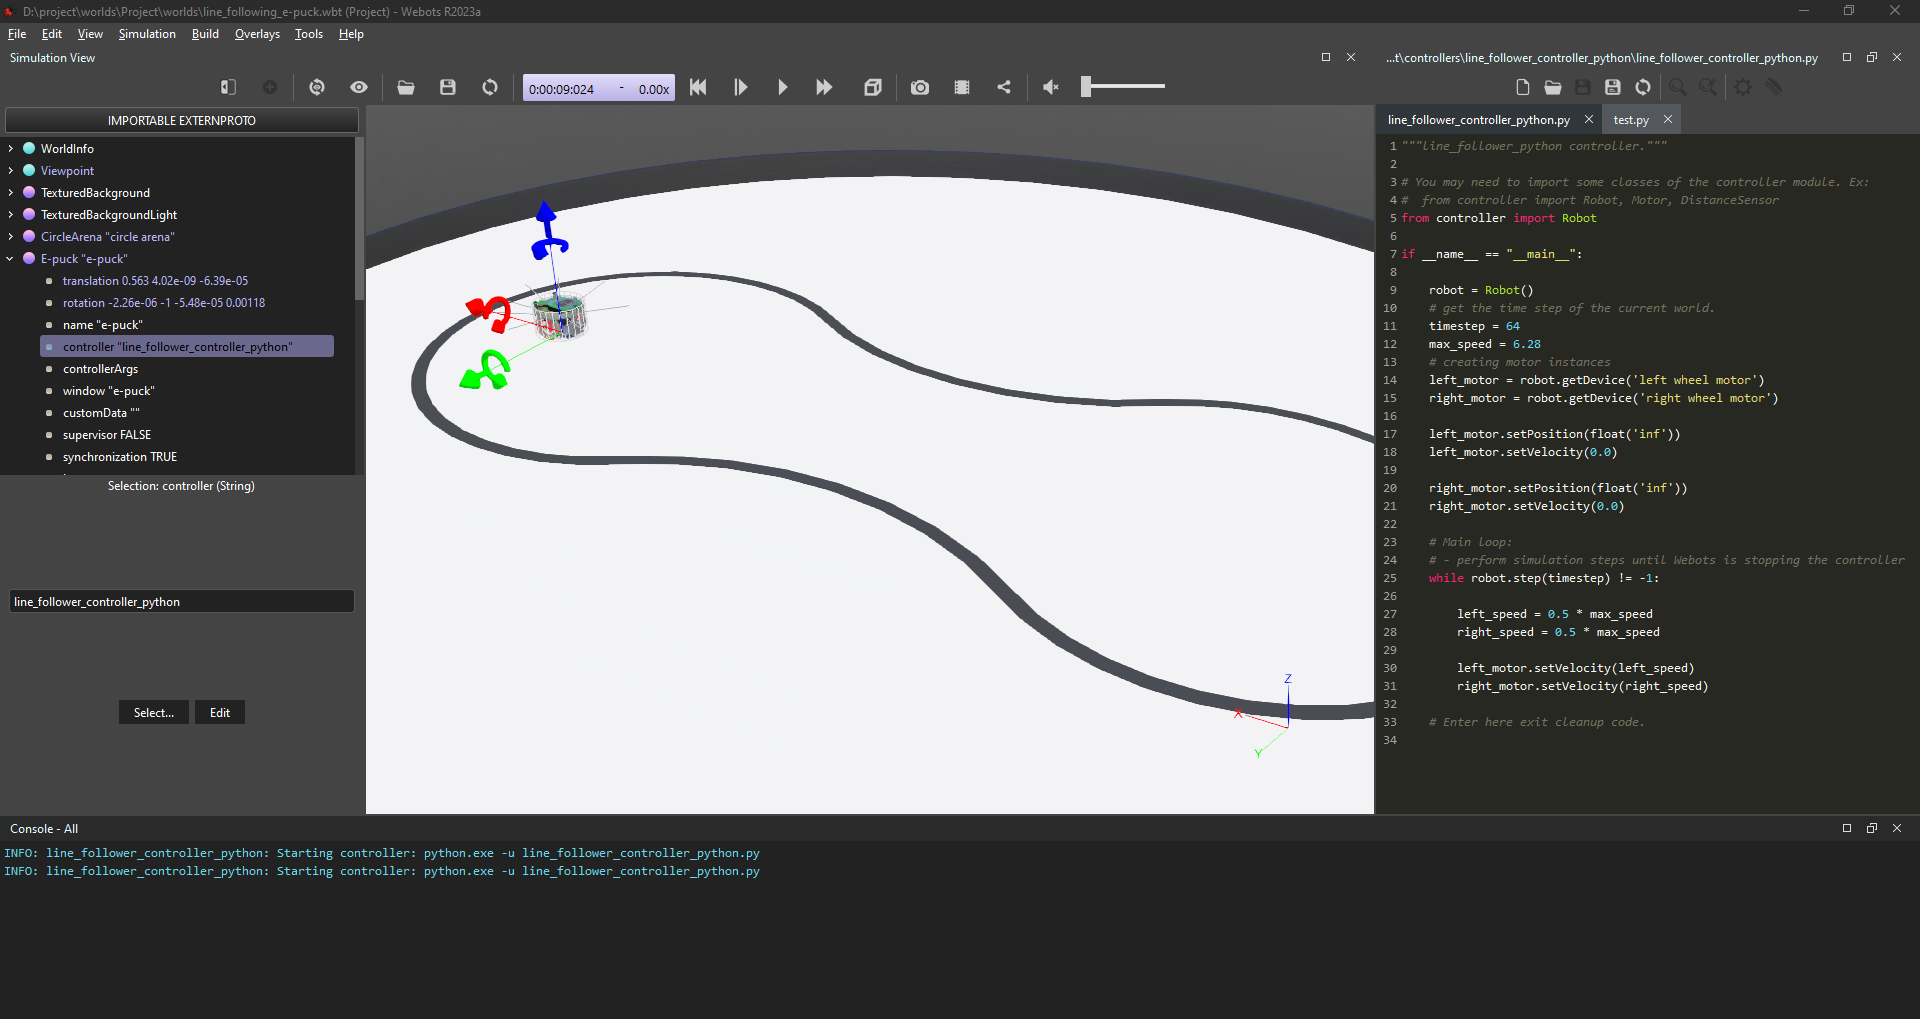 D:\project\worlds\Project\worlds\line_following_e-puck.wbt (Project) - Webots R2023a
File Edit View Simulation Build Overlays Tools Help
Simulation View
0:00:09:024 - 0.00x
IMPORTABLE EXTERNPROTO
WorldInfo
Viewpoint
TexturedBackground
TexturedBackgroundLight
CircleArena "circle arena"
E-puck "e-puck"
translation 0.563 4.02e-09 -6.39e-05
rotation -2.26e-06 -1 -5.48e-05 0.00118
name "e-puck"
controller "line_follower_controller_python"
controllerArgs
window "e-puck"
customData ""
supervisor FALSE
synchronization TRUE
Selection: controller (String)
line_follower_controller_python
Select... Edit
Z
X
Y
...t\controllers\line_follower_controller_python\line_follower_controller_python.py
line_follower_controller_python.py test.py
1 """line_follower_python controller."""
2
3 # You may need to import some classes of the controller module. Ex:
4 #  from controller import Robot, Motor, DistanceSensor
5 from controller import Robot
6
7 if __name__ == "__main__":
8
9     robot = Robot()
10     # get the time step of the current world.
11     timestep = 64
12     max_speed = 6.28
13     # creating motor instances
14     left_motor = robot.getDevice('left wheel motor')
15     right_motor = robot.getDevice('right wheel motor')
16
17     left_motor.setPosition(float('inf'))
18     left_motor.setVelocity(0.0)
19
20     right_motor.setPosition(float('inf'))
21     right_motor.setVelocity(0.0)
22
23     # Main loop:
24     # - perform simulation steps until Webots is stopping the controller
25     while robot.step(timestep) != -1:
26
27         left_speed = 0.5 * max_speed
28         right_speed = 0.5 * max_speed
29
30         left_motor.setVelocity(left_speed)
31         right_motor.setVelocity(right_speed)
32
33     # Enter here exit cleanup code.
34
Console - All
INFO: line_follower_controller_python: Starting controller: python.exe -u line_follower_controller_python.py
INFO: line_follower_controller_python: Starting controller: python.exe -u line_follower_controller_python.py